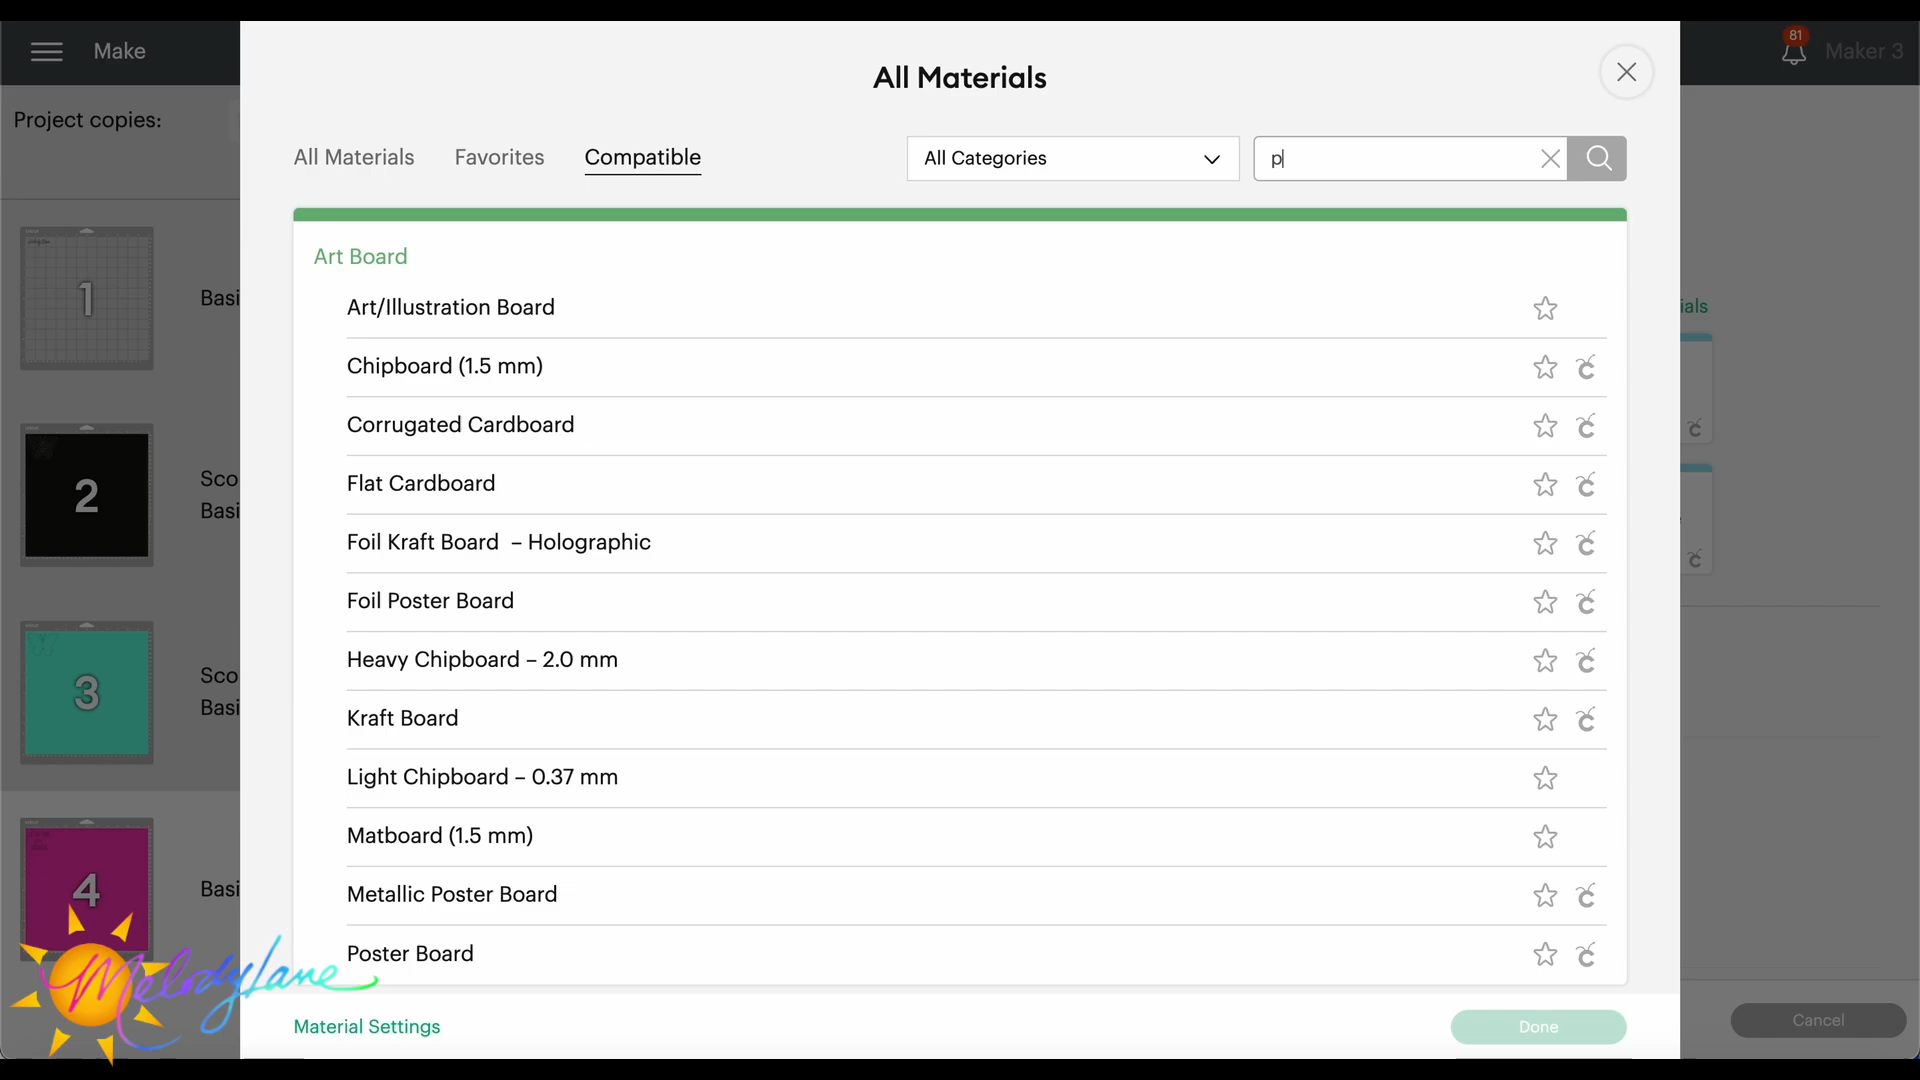 Make
81
Maker 3
Project copies:
All Materials
All Materials
Favorites
Compatible
All Categories
p
Art Board
Art/Illustration Board
Chipboard (1.5 mm)
Corrugated Cardboard
Flat Cardboard
Foil Kraft Board – Holographic
Foil Poster Board
Heavy Chipboard – 2.0 mm
Kraft Board
Light Chipboard – 0.37 mm
Matboard (1.5 mm)
Metallic Poster Board
Poster Board
Material Settings
Done
Cancel
1
Basi
2
Sco
Basi
3
Sco
Basi
4
Basi
ials
MelodyLane